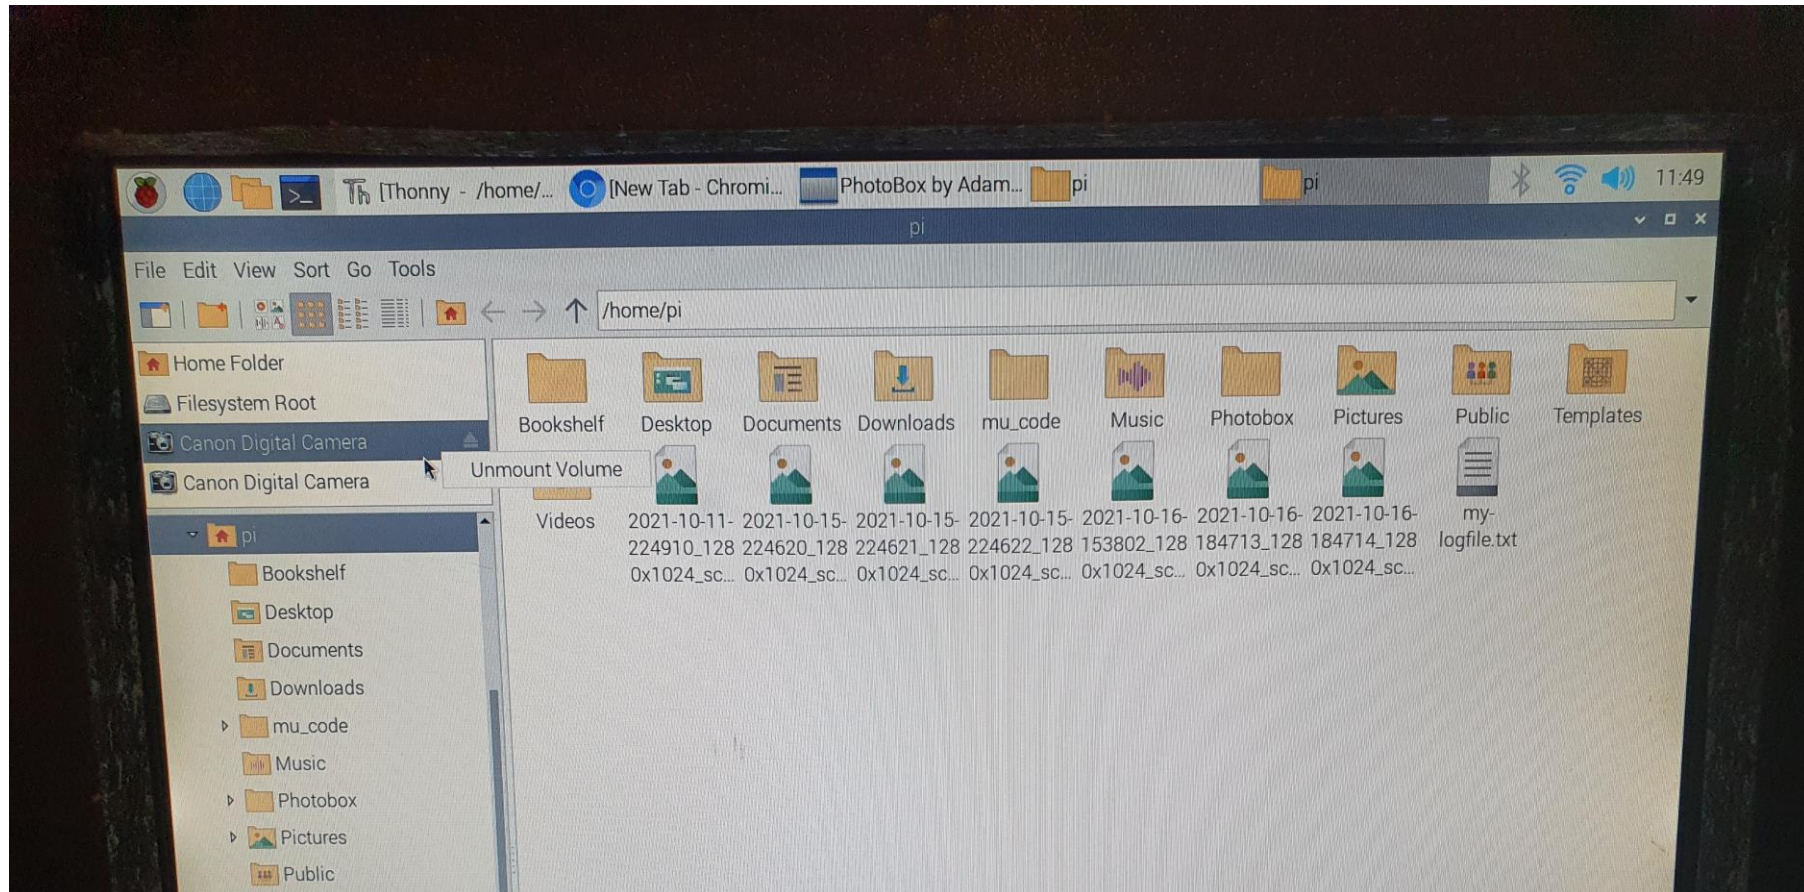 [Thonny - /home/... [New Tab - Chromi... PhotoBox by Adam... pi pi 11:49
pi
File Edit View Sort Go Tools
/home/pi
Home Folder
Filesystem Root
Canon Digital Camera
Canon Digital Camera
Unmount Volume
pi
Bookshelf
Desktop
Documents
Downloads
mu_code
Music
Photobox
Pictures
Public
Bookshelf Desktop Documents Downloads mu_code Music Photobox Pictures Public Templates
Videos
2021-10-11-
224910_128
0x1024_sc...
2021-10-15-
224620_128
0x1024_sc...
2021-10-15-
224621_128
0x1024_sc...
2021-10-15-
224622_128
0x1024_sc...
2021-10-16-
153802_128
0x1024_sc...
2021-10-16-
184713_128
0x1024_sc...
2021-10-16-
184714_128
0x1024_sc...
my-
logfile.txt